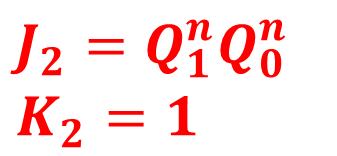 J₂ = Q₁ⁿQ₀ⁿ
K₂ = 1